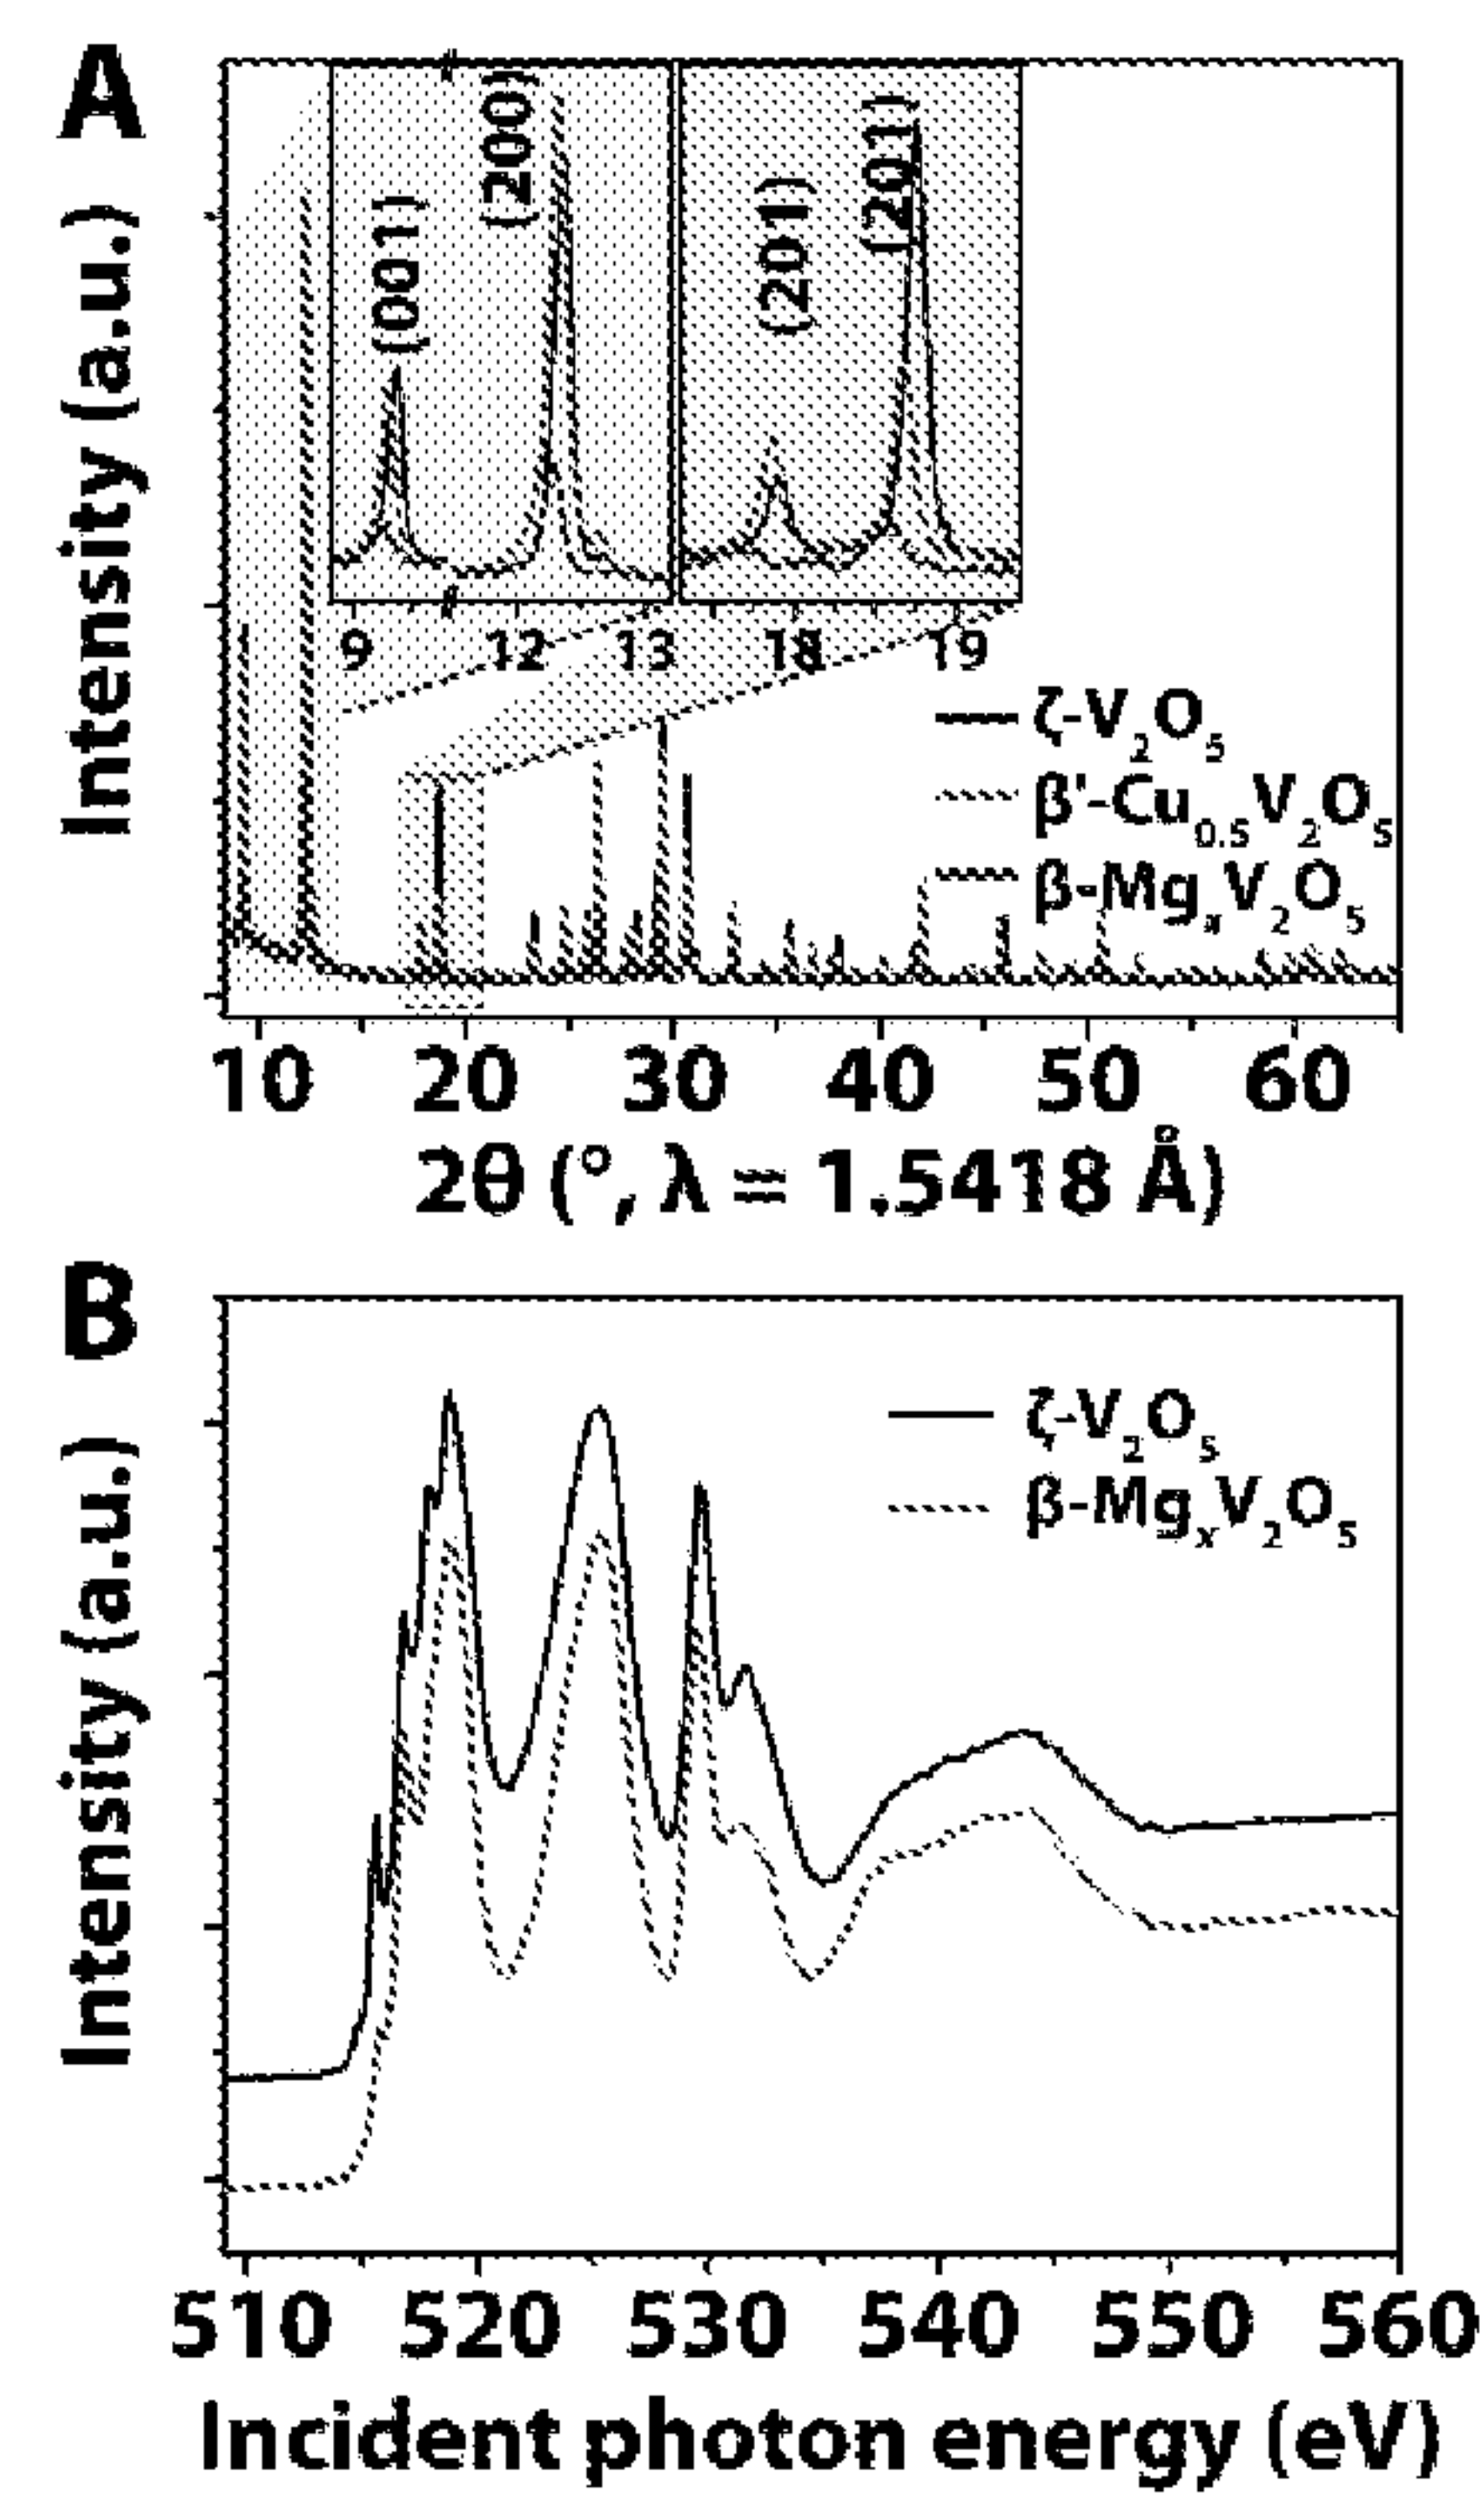 A
Intensity (a.u.)
(001)
(200)
(201)
(201)
9 12 13 18 19
ζ-V₂O₅
β'-Cu₀.₅V₂O₅
β-MgₓV₂O₅
10 20 30 40 50 60
2θ (°, λ = 1.5418 Å)
B
Intensity (a.u.)
ζ-V₂O₅
β-MgₓV₂O₅
510 520 530 540 550 560
Incident photon energy (eV)